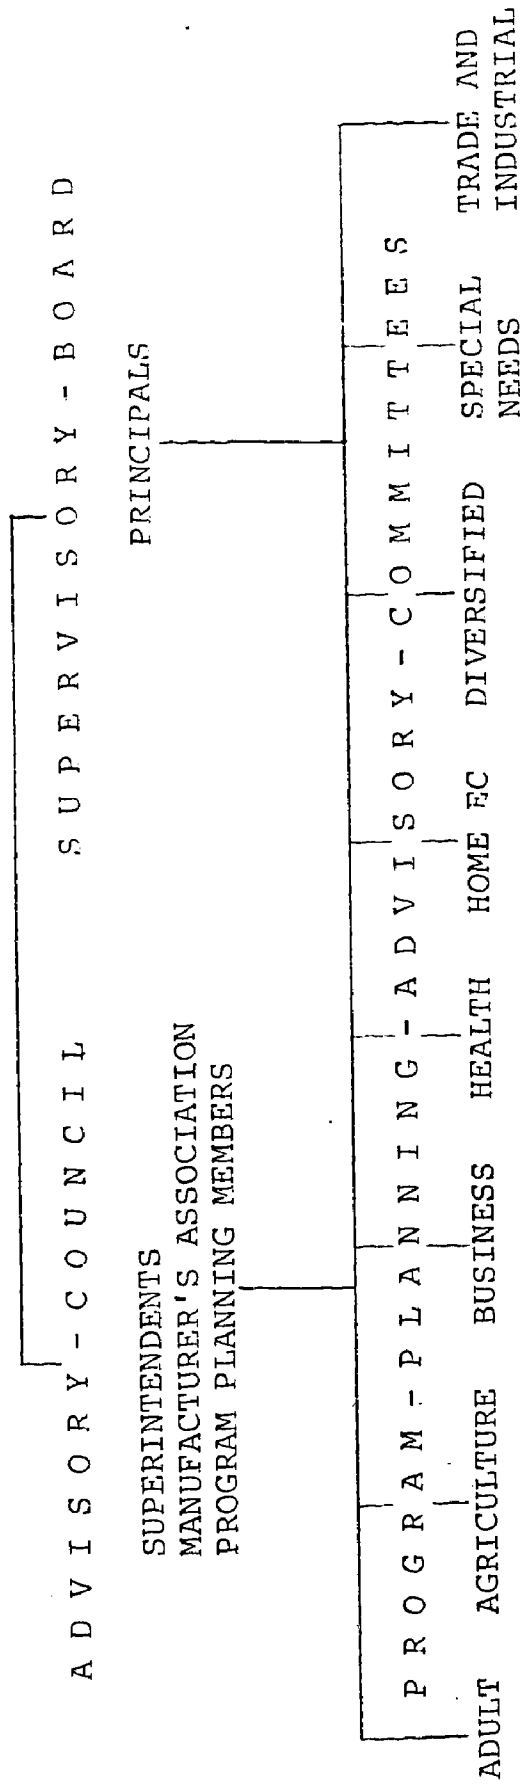 ADVISORY-COUNCIL
SUPERVISORY-BOARD
SUPERINTENDENTS
MANUFACTURER'S ASSOCIATION
PROGRAM PLANNING MEMBERS
PRINCIPALS
PROGRAM-PLANNING-ADVISORY-COMMITTEES
ADULT
AGRICULTURE
BUSINESS
HEALTH
HOME EC
DIVERSIFIED
SPECIAL
NEEDS
TRADE AND
INDUSTRIAL